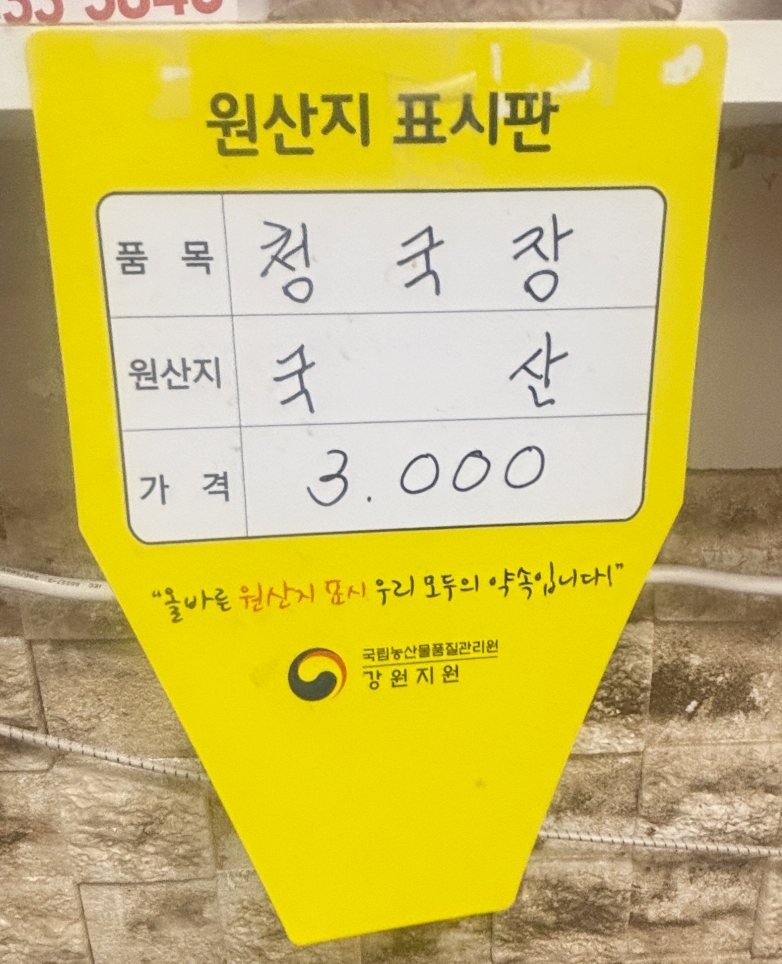 원산지 표시판
품 목 청 국 장
원산지 국 산
가 격 3.000
"올바른 원산지 표시 우리 모두의 약속입니다!"
국립농산물품질관리원
강원지원